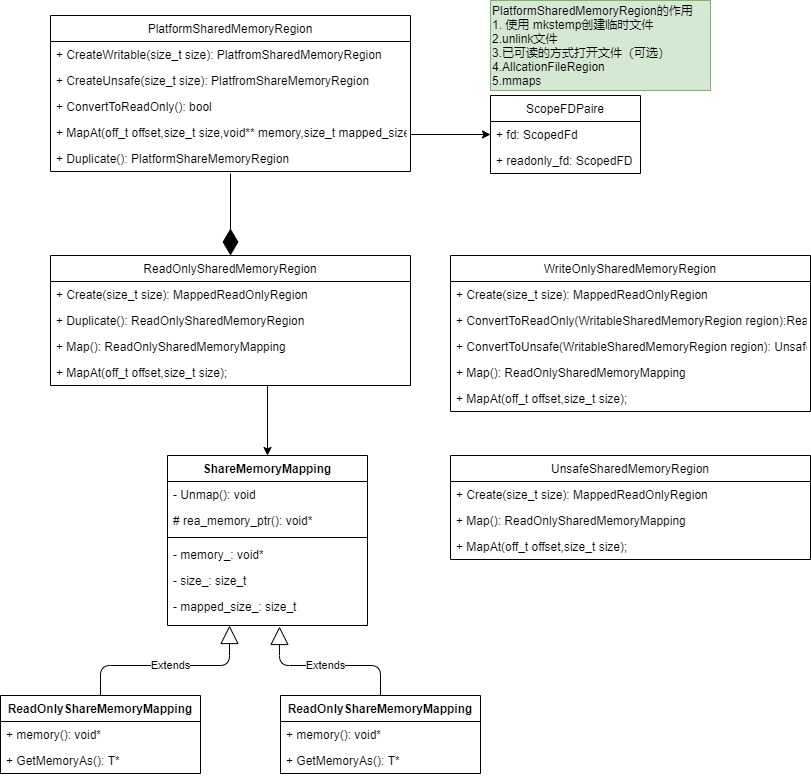 PlatformSharedMemoryRegion
+ CreateWritable(size_t size): PlatfromSharedMemoryRegion
+ CreateUnsafe(size_t size): PlatfromShareMemoryRegion
+ ConvertToReadOnly(): bool
+ MapAt(off_t offset,size_t size,void** memory,size_t mapped_size
+ Duplicate(): PlatformShareMemoryRegion
PlatformSharedMemoryRegion的作用
1. 使用 mkstemp创建临时文件
2.unlink文件
3.已可读的方式打开文件（可选）
4.AllcationFileRegion
5.mmaps
ScopeFDPaire
+ fd: ScopedFd
+ readonly_fd: ScopedFD
ReadOnlySharedMemoryRegion
+ Create(size_t size): MappedReadOnlyRegion
+ Duplicate(): ReadOnlySharedMemoryRegion
+ Map(): ReadOnlySharedMemoryMapping
+ MapAt(off_t offset,size_t size);
WriteOnlySharedMemoryRegion
+ Create(size_t size): MappedReadOnlyRegion
+ ConvertToReadOnly(WritableSharedMemoryRegion region):Rea
+ ConvertToUnsafe(WritableSharedMemoryRegion region): Unsaf
+ Map(): ReadOnlySharedMemoryMapping
+ MapAt(off_t offset,size_t size);
ShareMemoryMapping
- Unmap(): void
# rea_memory_ptr(): void*
- memory_: void*
- size_: size_t
- mapped_size_: size_t
UnsafeSharedMemoryRegion
+ Create(size_t size): MappedReadOnlyRegion
+ Map(): ReadOnlySharedMemoryMapping
+ MapAt(off_t offset,size_t size);
Extends
Extends
ReadOnlyShareMemoryMapping
+ memory(): void*
+ GetMemoryAs(): T*
ReadOnlyShareMemoryMapping
+ memory(): void*
+ GetMemoryAs(): T*